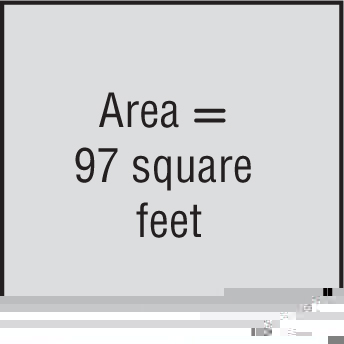 Area =
97 square
feet